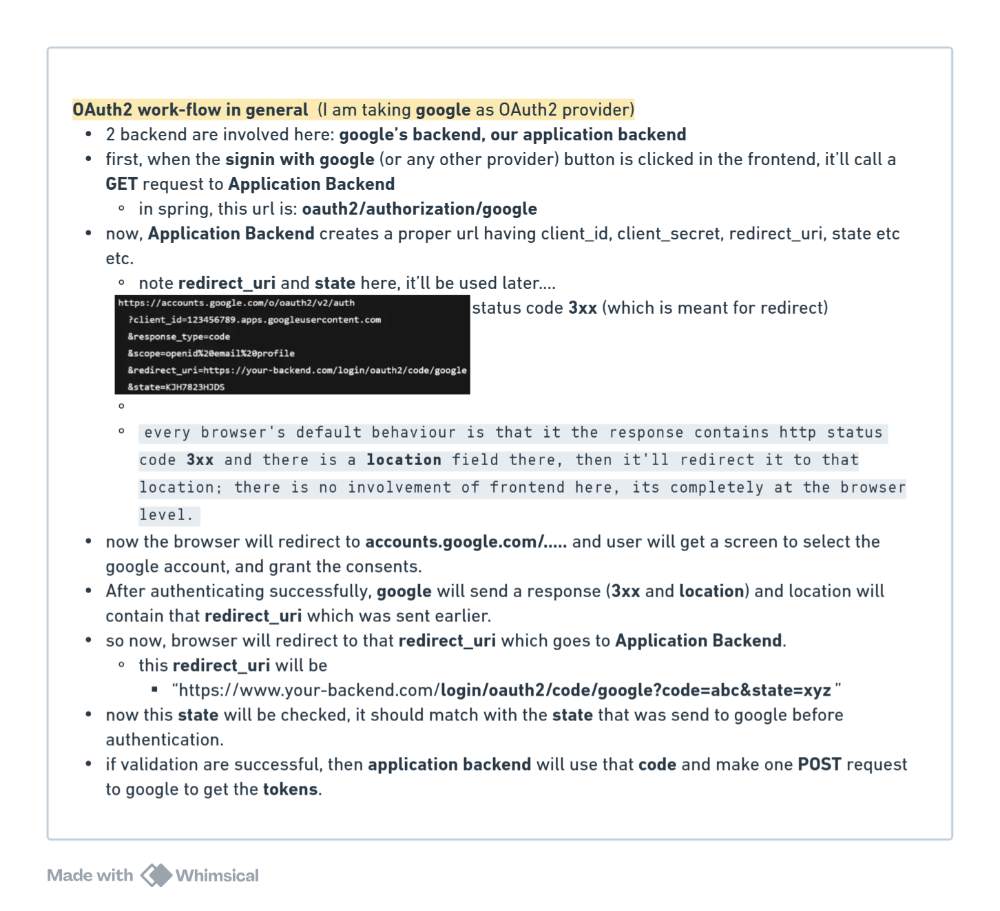 OAuth2 work-flow in general (I am taking google as OAuth2 provider)
• 2 backend are involved here: google’s backend, our application backend
• first, when the signin with google (or any other provider) button is clicked in the frontend, it’ll call a
GET request to Application Backend
◦ in spring, this url is: oauth2/authorization/google
• now, Application Backend creates a proper url having client_id, client_secret, redirect_uri, state etc
etc.
◦ note redirect_uri and state here, it’ll be used later....
status code 3xx (which is meant for redirect)
https://accounts.google.com/o/oauth2/v2/auth
?client_id=123456789.apps.googleusercontent.com
&response_type=code
&scope=openid%20email%20profile
&redirect_uri=https://your-backend.com/login/oauth2/code/google
&state=KJH7823HJDS
◦
◦ every browser's default behaviour is that it the response contains http status
code 3xx and there is a location field there, then it'll redirect it to that
location; there is no involvement of frontend here, its completely at the browser
level.
• now the browser will redirect to accounts.google.com/..... and user will get a screen to select the
google account, and grant the consents.
• After authenticating successfully, google will send a response (3xx and location) and location will
contain that redirect_uri which was sent earlier.
• so now, browser will redirect to that redirect_uri which goes to Application Backend.
◦ this redirect_uri will be
▪ “https://www.your-backend.com/login/oauth2/code/google?code=abc&state=xyz ”
• now this state will be checked, it should match with the state that was send to google before
authentication.
• if validation are successful, then application backend will use that code and make one POST request
to google to get the tokens.
Made with Whimsical